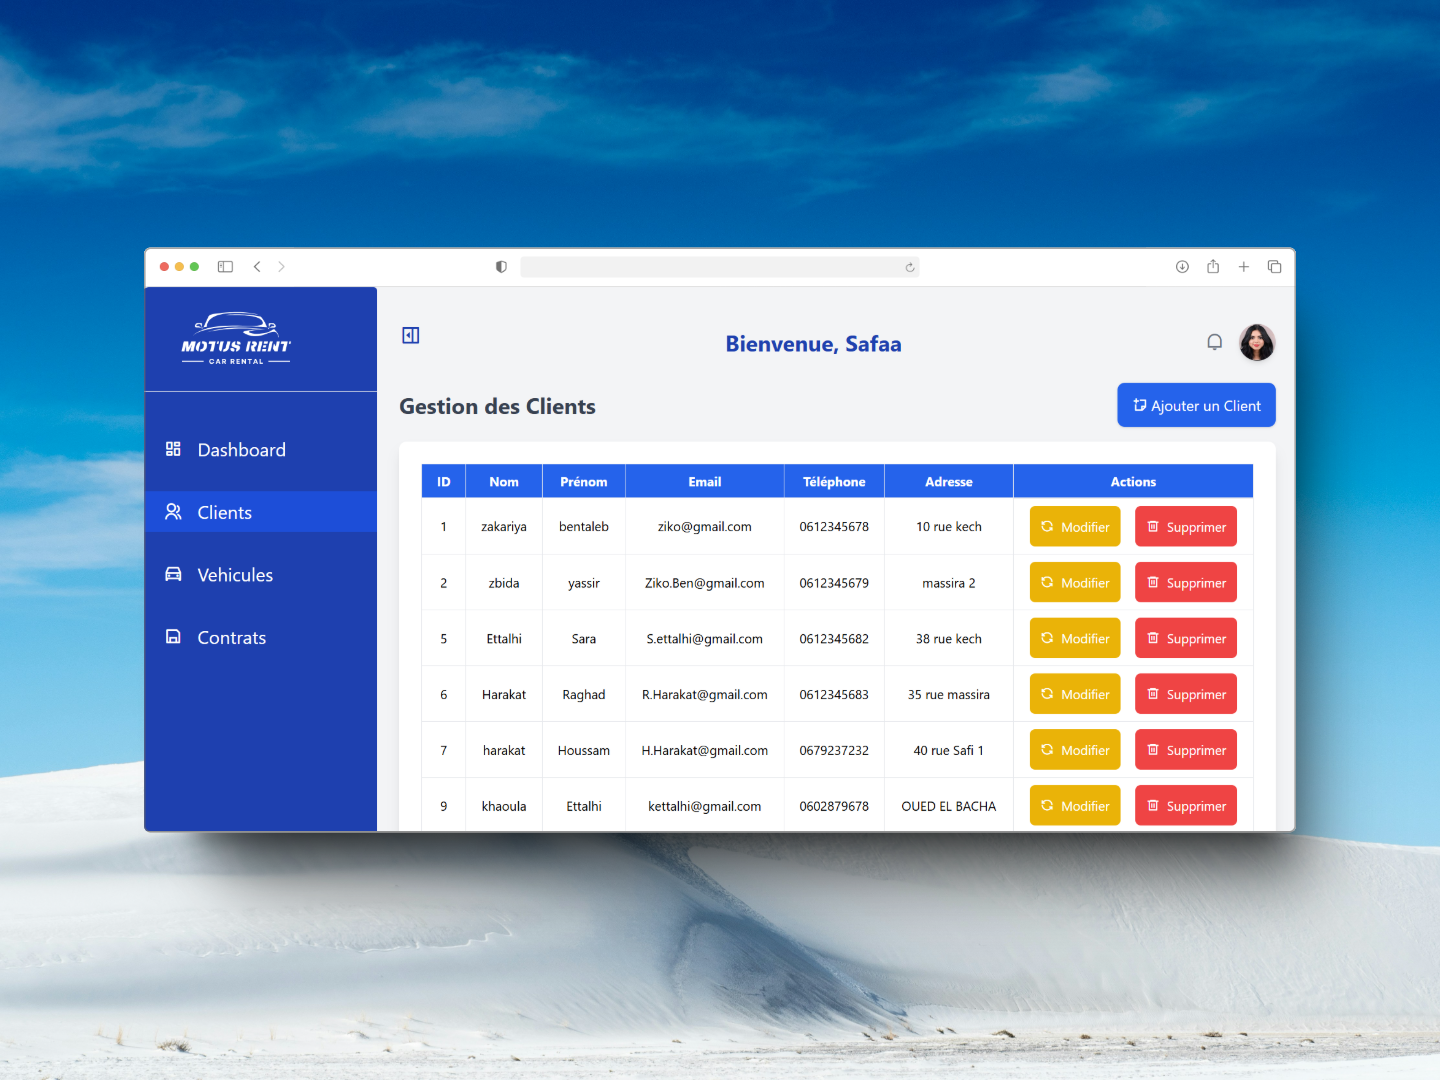 MOTUS RENT
CAR RENTAL
Bienvenue, Safaa
Gestion des Clients
Ajouter un Client
Dashboard
Clients
Vehicules
Contrats
ID Nom Prénom Email Téléphone Adresse Actions
1 zakariya bentaleb ziko@gmail.com 0612345678 10 rue kech Modifier Supprimer
2 zbida yassir Ziko.Ben@gmail.com 0612345679 massira 2 Modifier Supprimer
5 Ettalhi Sara S.ettalhi@gmail.com 0612345682 38 rue kech Modifier Supprimer
6 Harakat Raghad R.Harakat@gmail.com 0612345683 35 rue massira Modifier Supprimer
7 harakat Houssam H.Harakat@gmail.com 0679237232 40 rue Safi 1 Modifier Supprimer
9 khaoula Ettalhi kettalhi@gmail.com 0602879678 OUED EL BACHA Modifier Supprimer